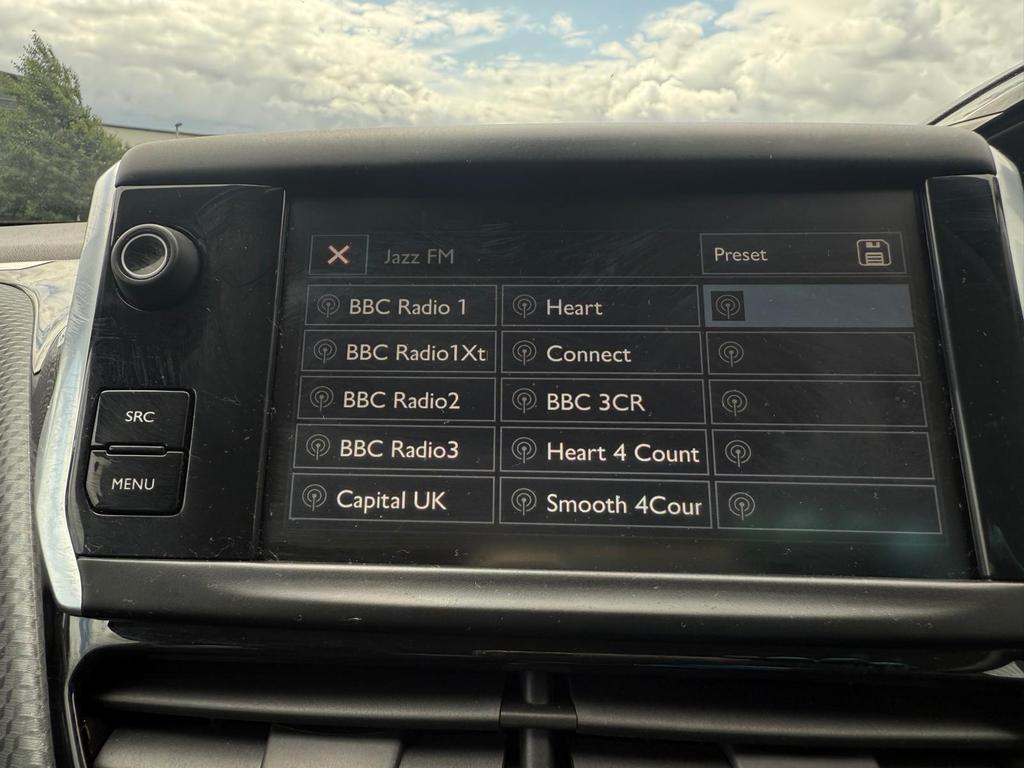 Jazz FM
Preset
BBC Radio 1
Heart
BBC Radio1Xt
Connect
BBC Radio2
BBC 3CR
BBC Radio3
Heart 4 Count
Capital UK
Smooth 4Cour
SRC
MENU